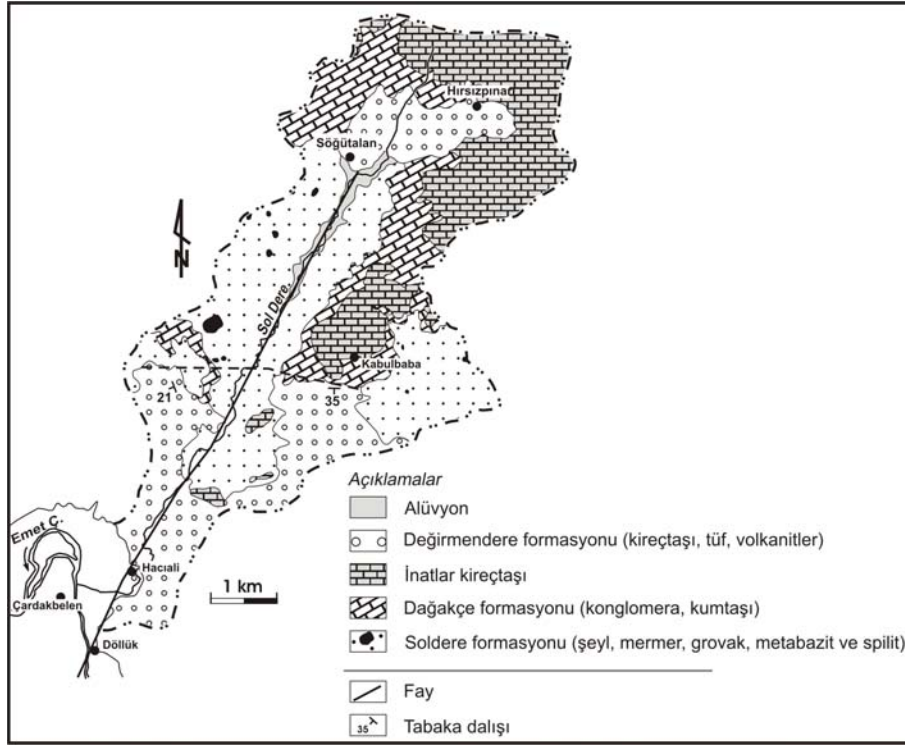 Hırsızpınar
Söğütalan
N
Sol Dere
Kabulbaba
21
35
Emet Ç.
Hacıali
Çardakbelen
Döllük
1 km
Açıklamalar
Alüvyon
Değirmendere formasyonu (kireçtaşı, tüf, volkanitler)
İnatlar kireçtaşı
Dağakçe formasyonu (konglomera, kumtaşı)
Soldere formasyonu (şeyl, mermer, grovak, metabazit ve spilit)
Fay
35 Tabaka dalışı